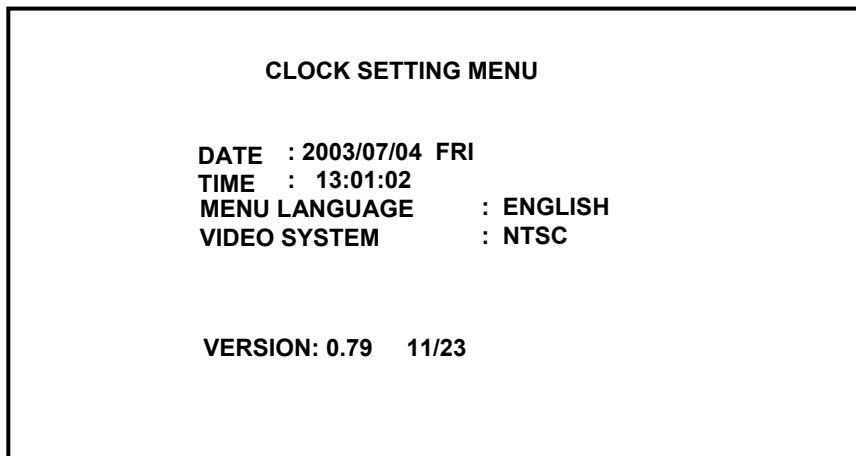 CLOCK SETTING MENU
DATE : 2003/07/04 FRI
TIME : 13:01:02
MENU LANGUAGE : ENGLISH
VIDEO SYSTEM : NTSC
VERSION: 0.79 11/23